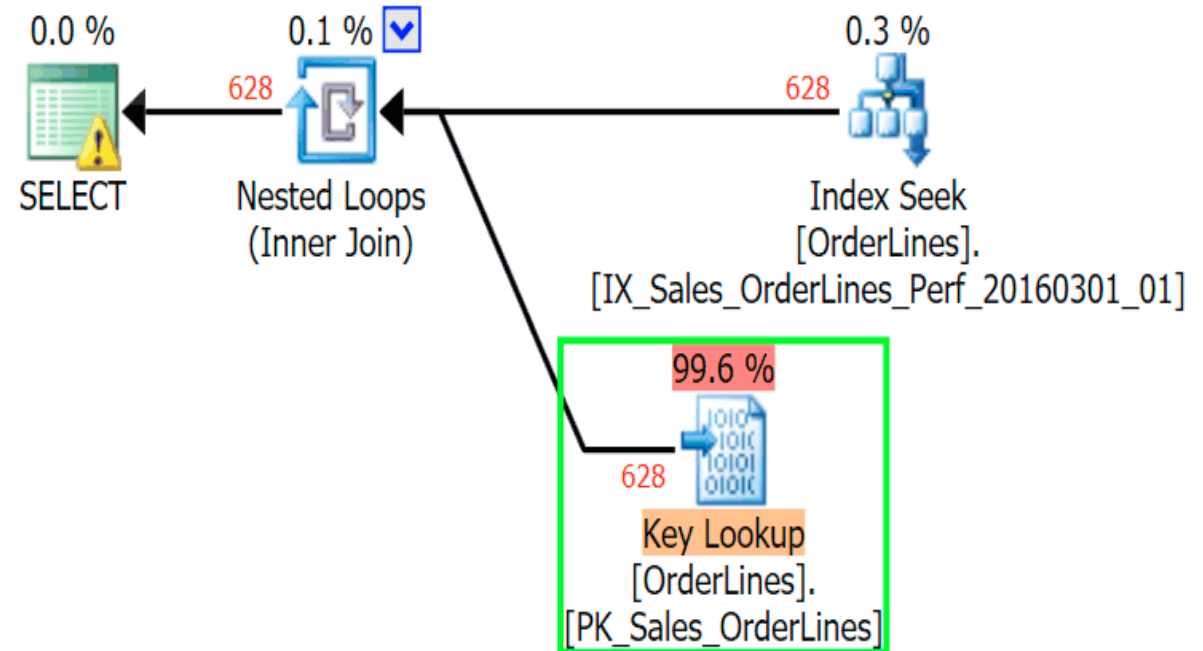 0.0 %
0.1 %
0.3 %
628
628
SELECT
Nested Loops
(Inner Join)
Index Seek
[OrderLines].
[IX_Sales_OrderLines_Perf_20160301_01]
99.6 %
628
Key Lookup
[OrderLines].
[PK_Sales_OrderLines]